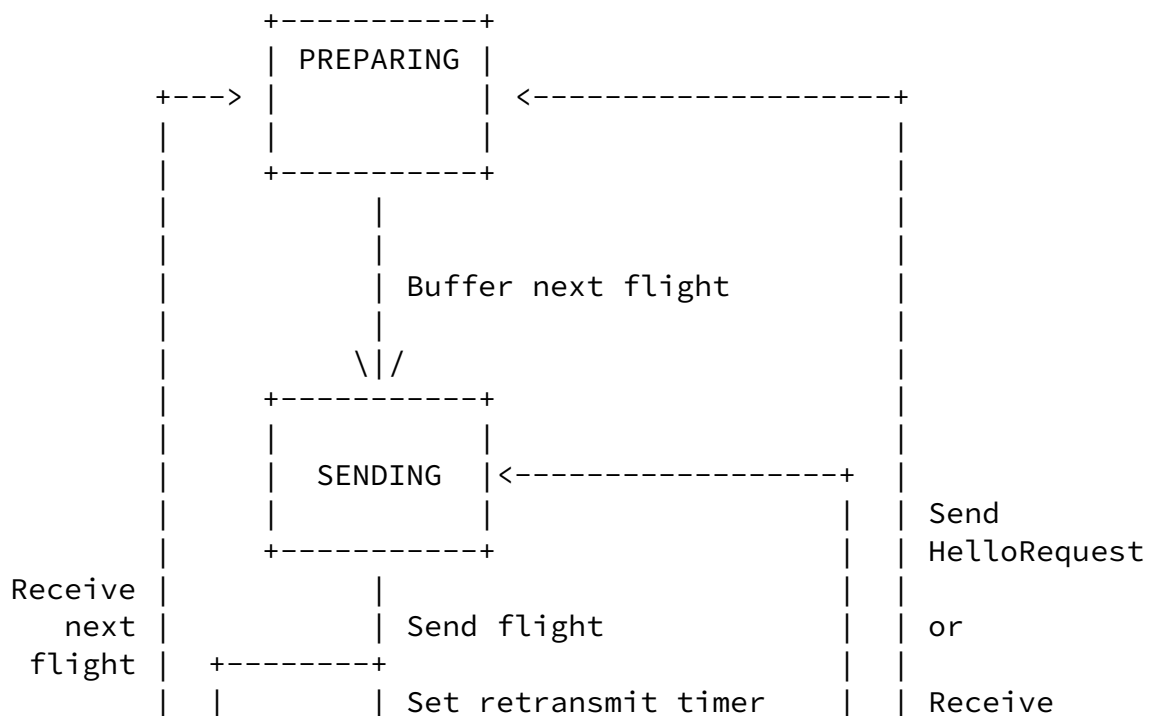 PREPARING
Buffer next flight
SENDING
Send
HelloRequest
Receive
next
Send flight
or
flight
Set retransmit timer
Receive